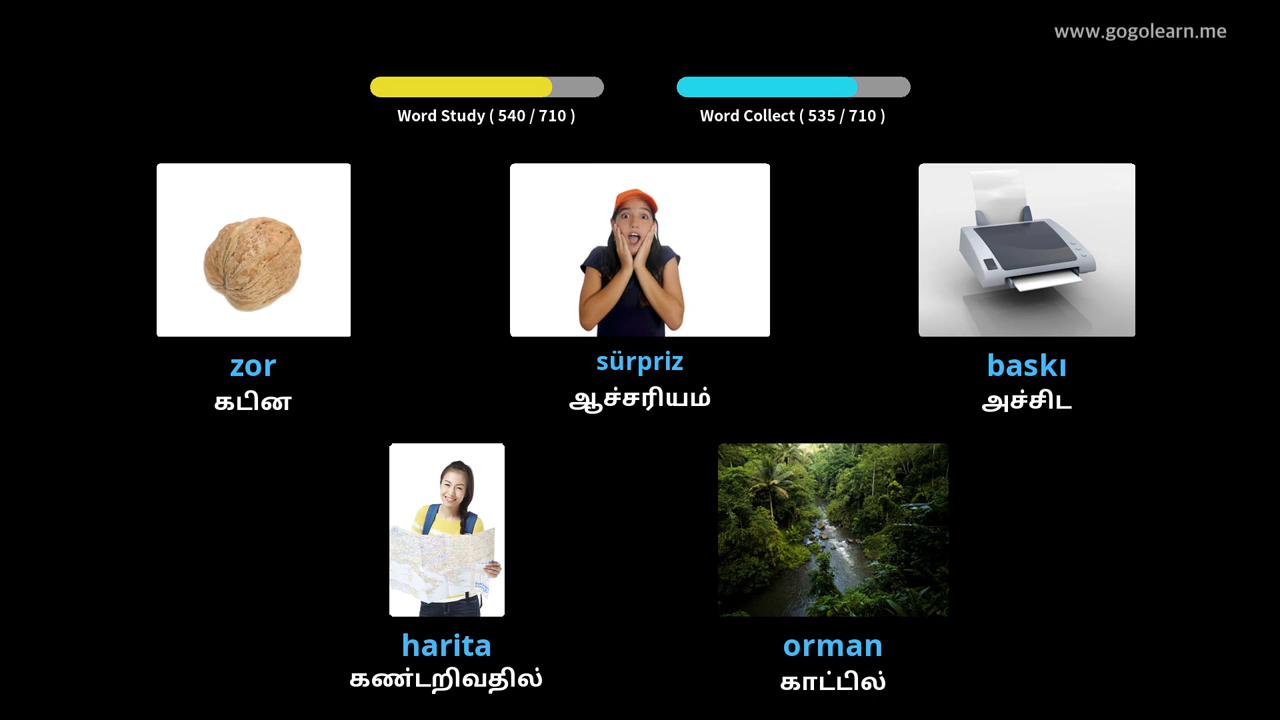 www.gogolearn.me
Word Study ( 540 / 710 )
Word Collect ( 535 / 710 )
zor
கபின
sürpriz
ஆச்சரியம்
baskı
அச்சிட
harita
கண்டறிவதில்
orman
காட்பில்